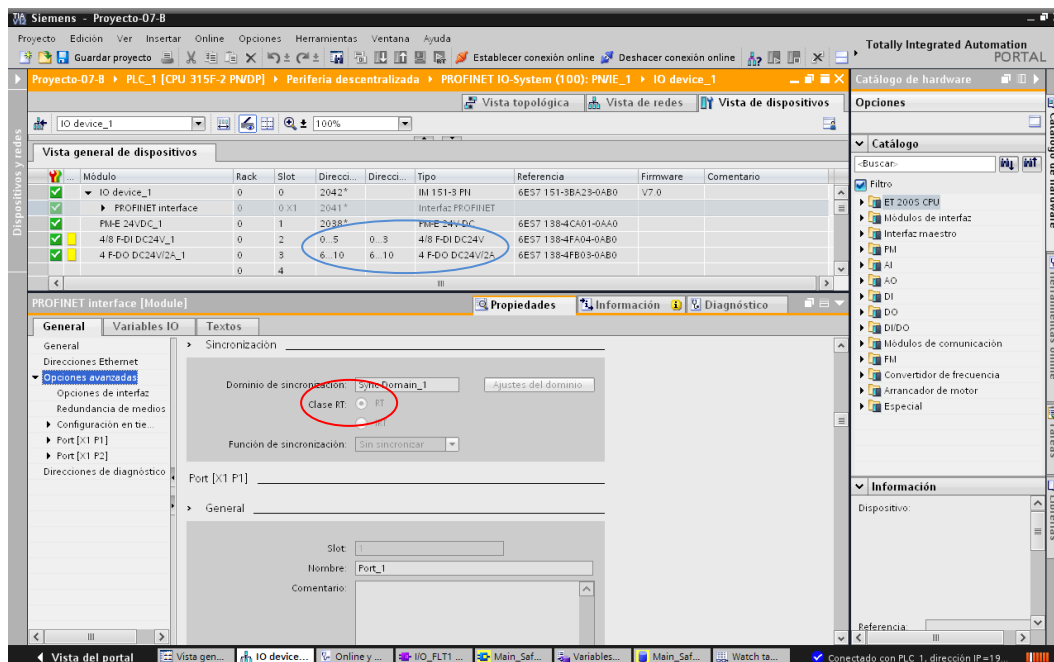 Siemens - Proyecto-07-B
Proyecto Edición Ver Insertar Online Opciones Herramientas Ventana Ayuda
Guardar proyecto Establecer conexión online Deshacer conexión online
Totally Integrated Automation
PORTAL
Proyecto-07-B PLC_1 [CPU 315F-2 PN/DP] Periferia descentralizada PROFINET IO-System (100): PN/IE_1 IO device_1
Dispositivos y redes
Vista topológica Vista de redes Vista de dispositivos
IO device_1 100%
Vista general de dispositivos
... Módulo Rack Slot Direcci... Direcci... Tipo Referencia Firmware Comentario
IO device_1 0 0 2042* IM 151-3 PN 6ES7 151-3BA23-0AB0 V7.0
PROFINET interface 0 0 X1 2041* Interfaz PROFINET
PM-E 24VDC_1 0 1 2038* PM-E 24V DC 6ES7 138-4CA01-0AA0
4/8 F-DI DC24V_1 0 2 0...5 0...3 4/8 F-DI DC24V 6ES7 138-4FA04-0AB0
4 F-DO DC24V/2A_1 0 3 6...10 6...10 4 F-DO DC24V/2A 6ES7 138-4FB03-0AB0
0 4
PROFINET interface [Module]
Propiedades Información Diagnóstico
General Variables IO Textos
General
Direcciones Ethernet
Opciones avanzadas
Opciones de interfaz
Redundancia de medios
Configuración en tie...
Port [X1 P1]
Port [X1 P2]
Direcciones de diagnóstico
Sincronización
Dominio de sincronización: Sync Domain_1 Ajustes del dominio
Clase RT: RT
IRT
Función de sincronización: Sin sincronizar
Port [X1 P1]
General
Slot: 1
Nombre: Port_1
Comentario:
Catálogo de hardware
Opciones
Catálogo
<Buscar>
Filtro
ET 200S CPU
Módulos de interfaz
Interfaz maestro
PM
AI
AO
DI
DO
DI/DO
Módulos de comunicación
FM
Convertidor de frecuencia
Arrancador de motor
Especial
Información
Dispositivo:
Referencia:
Catálogo de hardware
Herramientas online
Tareas
Librerías
Vista del portal Vista gen... IO device... Online y ... I/O_FLT1 ... Main_Saf... Variables... Main_Saf... Watch ta... Conectado con PLC_1, dirección IP=19...